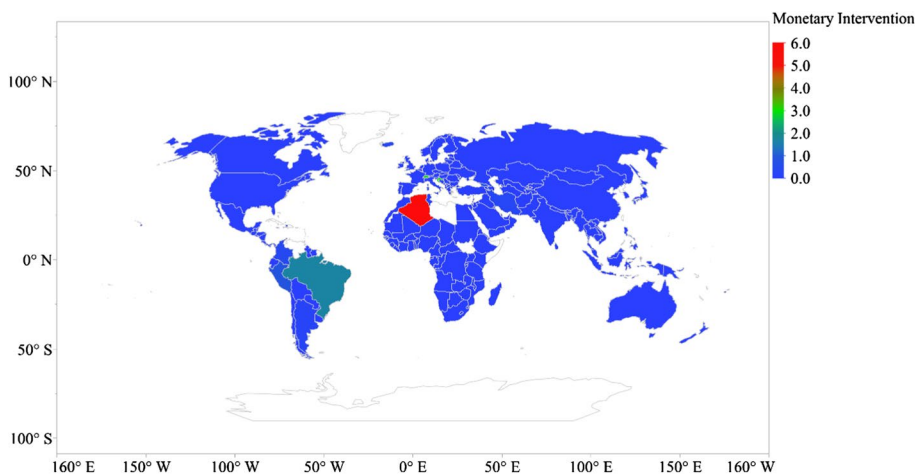 Monetary Intervention
6.0
5.0
4.0
3.0
2.0
1.0
0.0
100° N
50° N
0° N
50° S
100° S
160° E
150° W
100° W
50° W
0° E
50° E
100° E
150° E
160° W